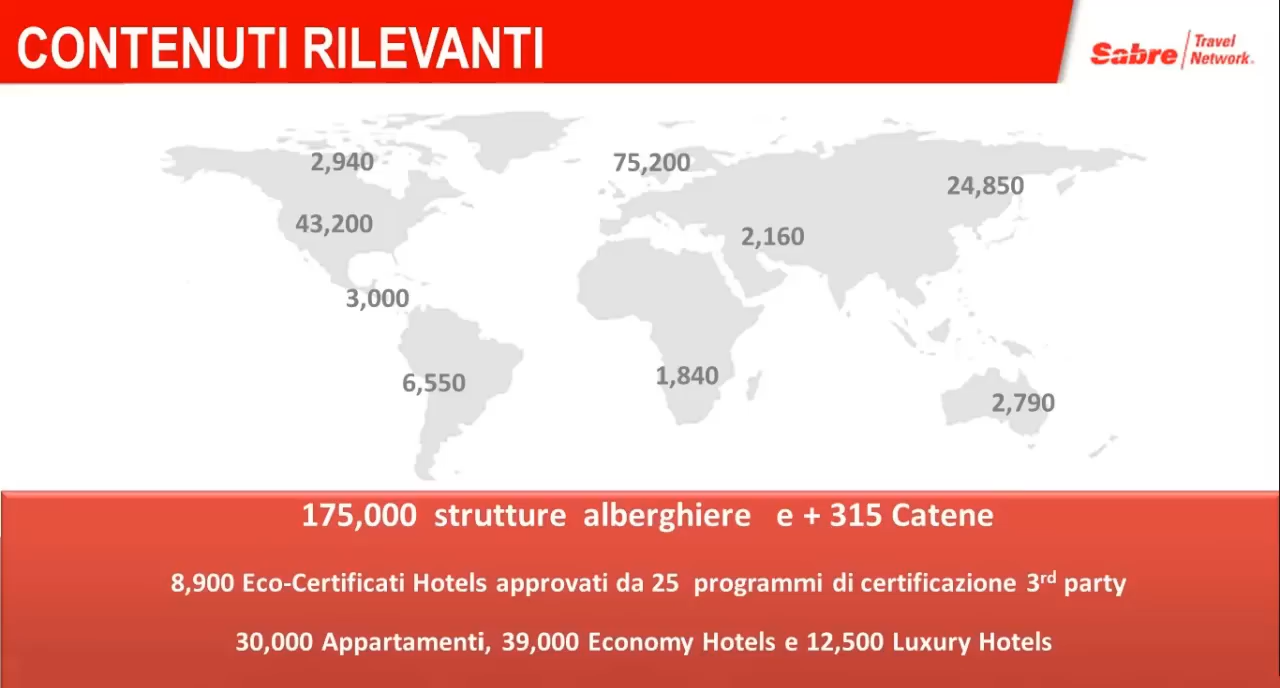 CONTENUTI RILEVANTI
Sabre Travel
Network.
2,940
75,200
24,850
43,200
2,160
3,000
6,550
1,840
2,790
175,000 strutture alberghiere e + 315 Catene
8,900 Eco-Certificati Hotels approvati da 25 programmi di certificazione 3rd party
30,000 Appartamenti, 39,000 Economy Hotels e 12,500 Luxury Hotels